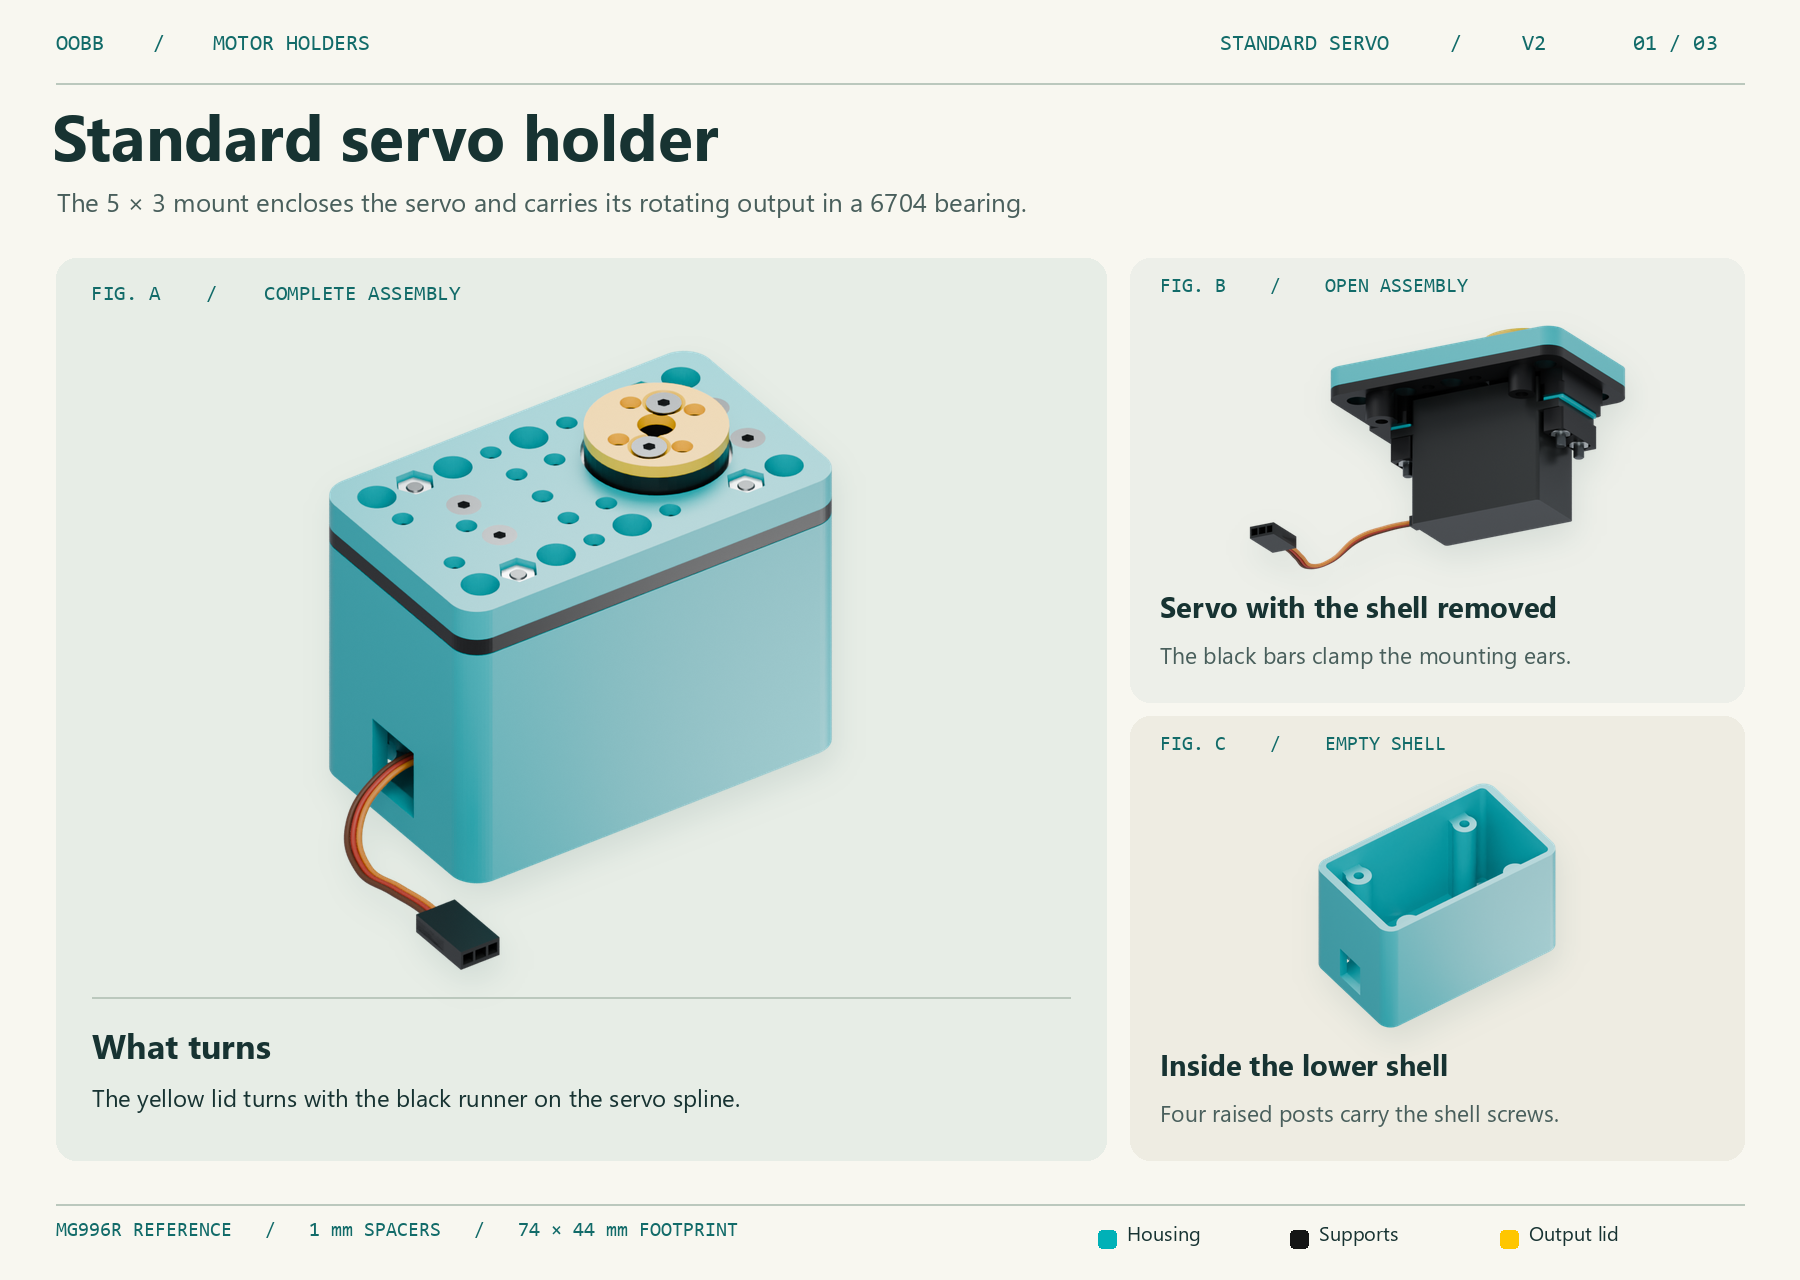 OOBB / MOTOR HOLDERS
STANDARD SERVO / V2 01 / 03
Standard servo holder
The 5 × 3 mount encloses the servo and carries its rotating output in a 6704 bearing.
FIG. A / COMPLETE ASSEMBLY
What turns
The yellow lid turns with the black runner on the servo spline.
FIG. B / OPEN ASSEMBLY
Servo with the shell removed
The black bars clamp the mounting ears.
FIG. C / EMPTY SHELL
Inside the lower shell
Four raised posts carry the shell screws.
MG996R REFERENCE / 1 mm SPACERS / 74 × 44 mm FOOTPRINT
Housing
Supports
Output lid